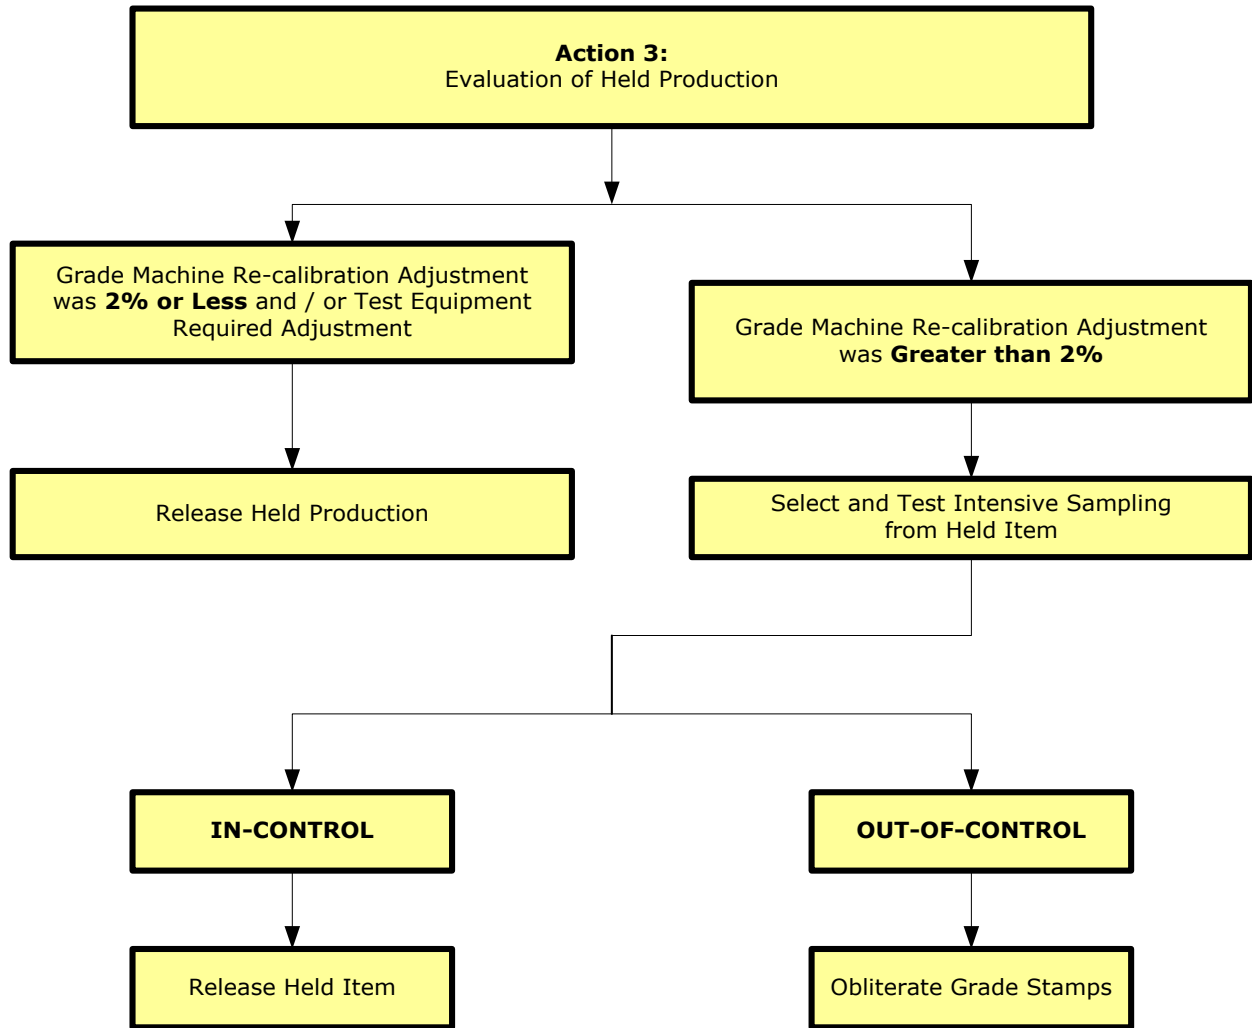 Action 3:
Evaluation of Held Production
Grade Machine Re-calibration Adjustment
was 2% or Less and / or Test Equipment
Required Adjustment
Grade Machine Re-calibration Adjustment
was Greater than 2%
Release Held Production
Select and Test Intensive Sampling
from Held Item
IN-CONTROL
OUT-OF-CONTROL
Release Held Item
Obliterate Grade Stamps